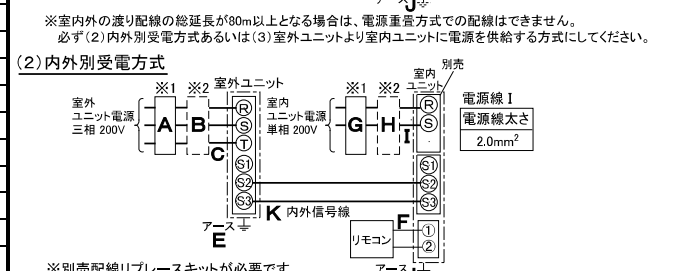 J
※室内外の渡り配線の総延長が80m以上となる場合は、電源重畳方式での配線はできません。
必ず(2)内外別受電方式あるいは(3)室外ユニットより室内ユニットに電源を供給する方式にしてください。
(2)内外別受電方式
※1 ※2 室外ユニット
※1 ※2 室内ユニット 別売
室外
ユニット電源
三相 200V
A B C
R
S
T
S1
S2
S3
室内
ユニット電源
単相 200V
G H I
R
S
S1
S2
S3
電源線 I
電源線太さ
2.0mm²
K 内外信号線
アース
E
F
リモコン
①
②
アース
※別売配線リプレースキットが必要です